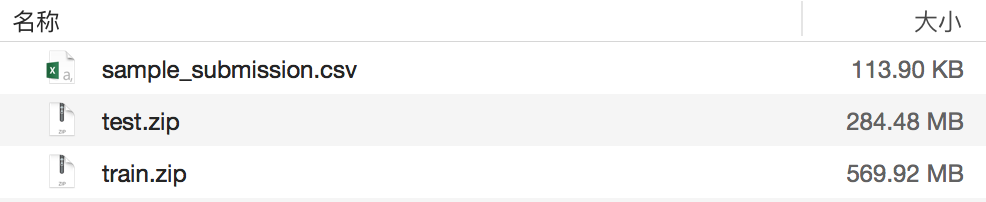 名称 大小
sample_submission.csv 113.90 KB
test.zip 284.48 MB
train.zip 569.92 MB